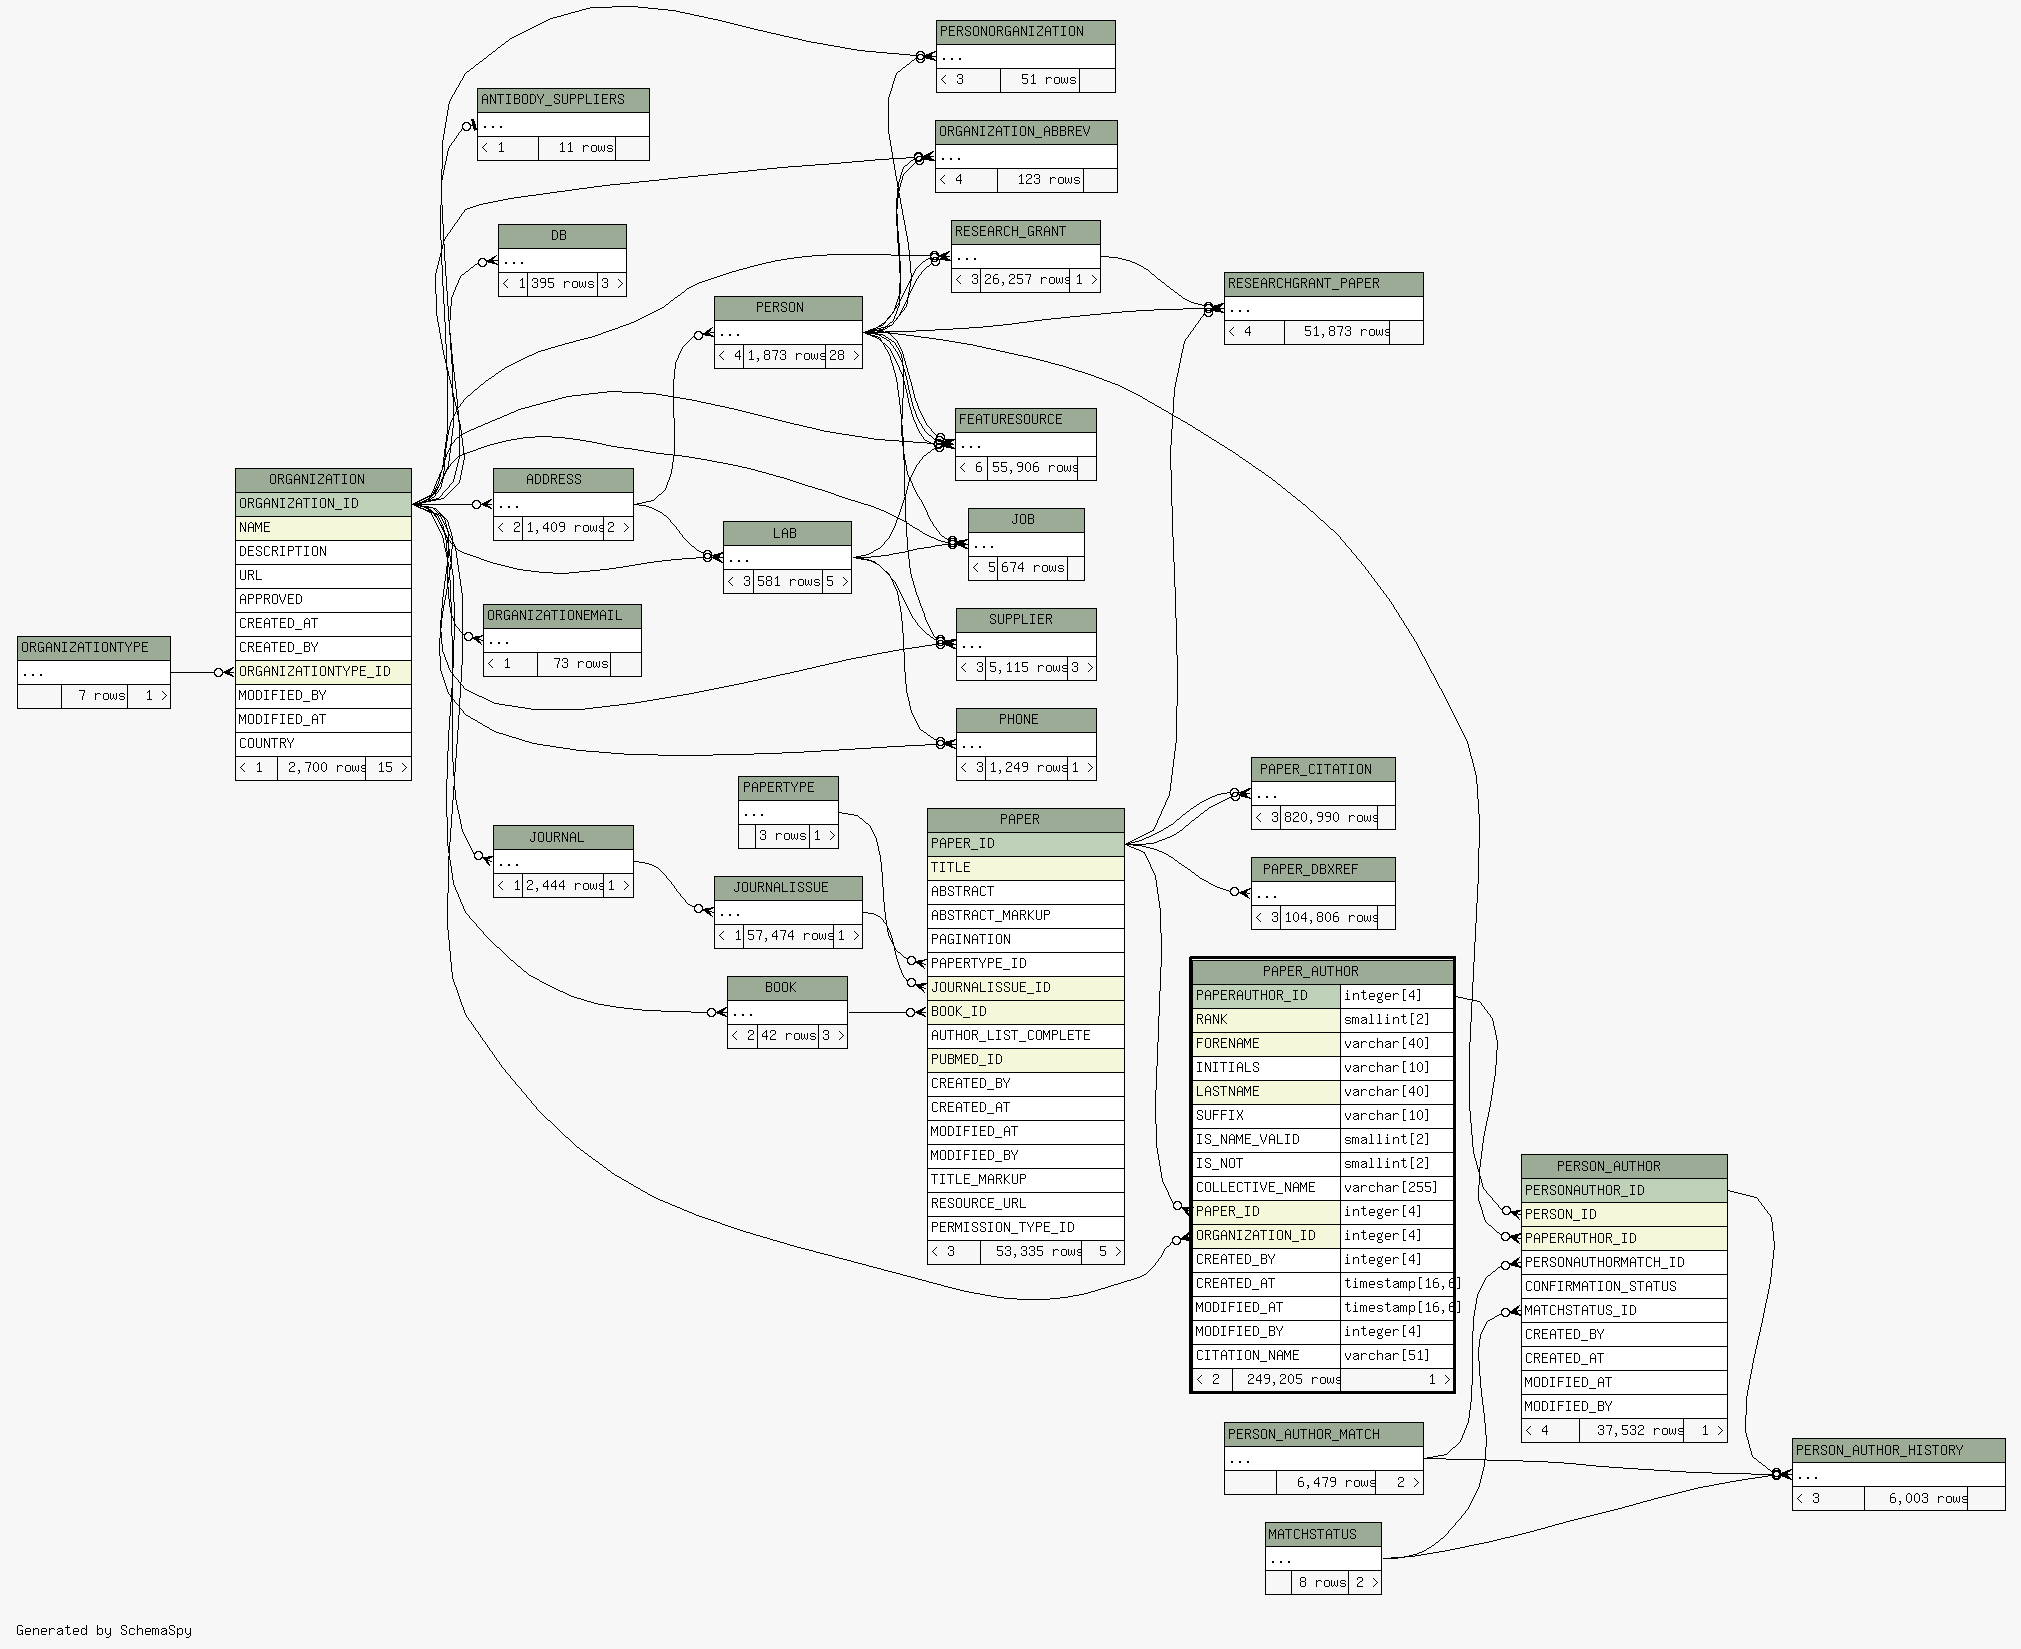 PERSONORGANIZATION
...
< 3 51 rows
ANTIBODY_SUPPLIERS
...
< 1 11 rows
ORGANIZATION_ABBREV
...
< 4 123 rows
DB
...
< 1 395 rows 3 >
RESEARCH_GRANT
...
< 3 26,257 rows 1 >
RESEARCHGRANT_PAPER
...
< 4 51,873 rows
PERSON
...
< 4 1,873 rows 28 >
FEATURESOURCE
...
< 6 55,906 rows
ORGANIZATION
ORGANIZATION_ID
NAME
DESCRIPTION
URL
APPROVED
CREATED_AT
CREATED_BY
ORGANIZATIONTYPE_ID
MODIFIED_BY
MODIFIED_AT
COUNTRY
< 1 2,700 rows 15 >
ADDRESS
...
< 2 1,409 rows 2 >
LAB
...
< 3 581 rows 5 >
JOB
...
< 5 674 rows
ORGANIZATIONEMAIL
...
< 1 73 rows
SUPPLIER
...
< 3 5,115 rows 3 >
ORGANIZATIONTYPE
...
7 rows 1 >
PHONE
...
< 3 1,249 rows 1 >
PAPERTYPE
...
3 rows 1 >
JOURNAL
...
< 1 2,444 rows 1 >
JOURNALISSUE
...
< 1 57,474 rows 1 >
BOOK
...
< 2 42 rows 3 >
PAPER
PAPER_ID
TITLE
ABSTRACT
ABSTRACT_MARKUP
PAGINATION
PAPERTYPE_ID
JOURNALISSUE_ID
BOOK_ID
AUTHOR_LIST_COMPLETE
PUBMED_ID
CREATED_BY
CREATED_AT
MODIFIED_AT
MODIFIED_BY
TITLE_MARKUP
RESOURCE_URL
PERMISSION_TYPE_ID
< 3 53,335 rows 5 >
PAPER_CITATION
...
< 3 820,990 rows
PAPER_DBXREF
...
< 3 104,806 rows
PAPER_AUTHOR
PAPERAUTHOR_ID integer[4]
RANK smallint[2]
FORENAME varchar[40]
INITIALS varchar[10]
LASTNAME varchar[40]
SUFFIX varchar[10]
IS_NAME_VALID smallint[2]
IS_NOT smallint[2]
COLLECTIVE_NAME varchar[255]
PAPER_ID integer[4]
ORGANIZATION_ID integer[4]
CREATED_BY integer[4]
CREATED_AT timestamp[16,6]
MODIFIED_AT timestamp[16,6]
MODIFIED_BY integer[4]
CITATION_NAME varchar[51]
< 2 249,205 rows 1 >
PERSON_AUTHOR
PERSONAUTHOR_ID
PERSON_ID
PAPERAUTHOR_ID
PERSONAUTHORMATCH_ID
CONFIRMATION_STATUS
MATCHSTATUS_ID
CREATED_BY
CREATED_AT
MODIFIED_AT
MODIFIED_BY
< 4 37,532 rows 1 >
PERSON_AUTHOR_MATCH
...
6,479 rows 2 >
PERSON_AUTHOR_HISTORY
...
< 3 6,003 rows
MATCHSTATUS
...
8 rows 2 >
Generated by SchemaSpy